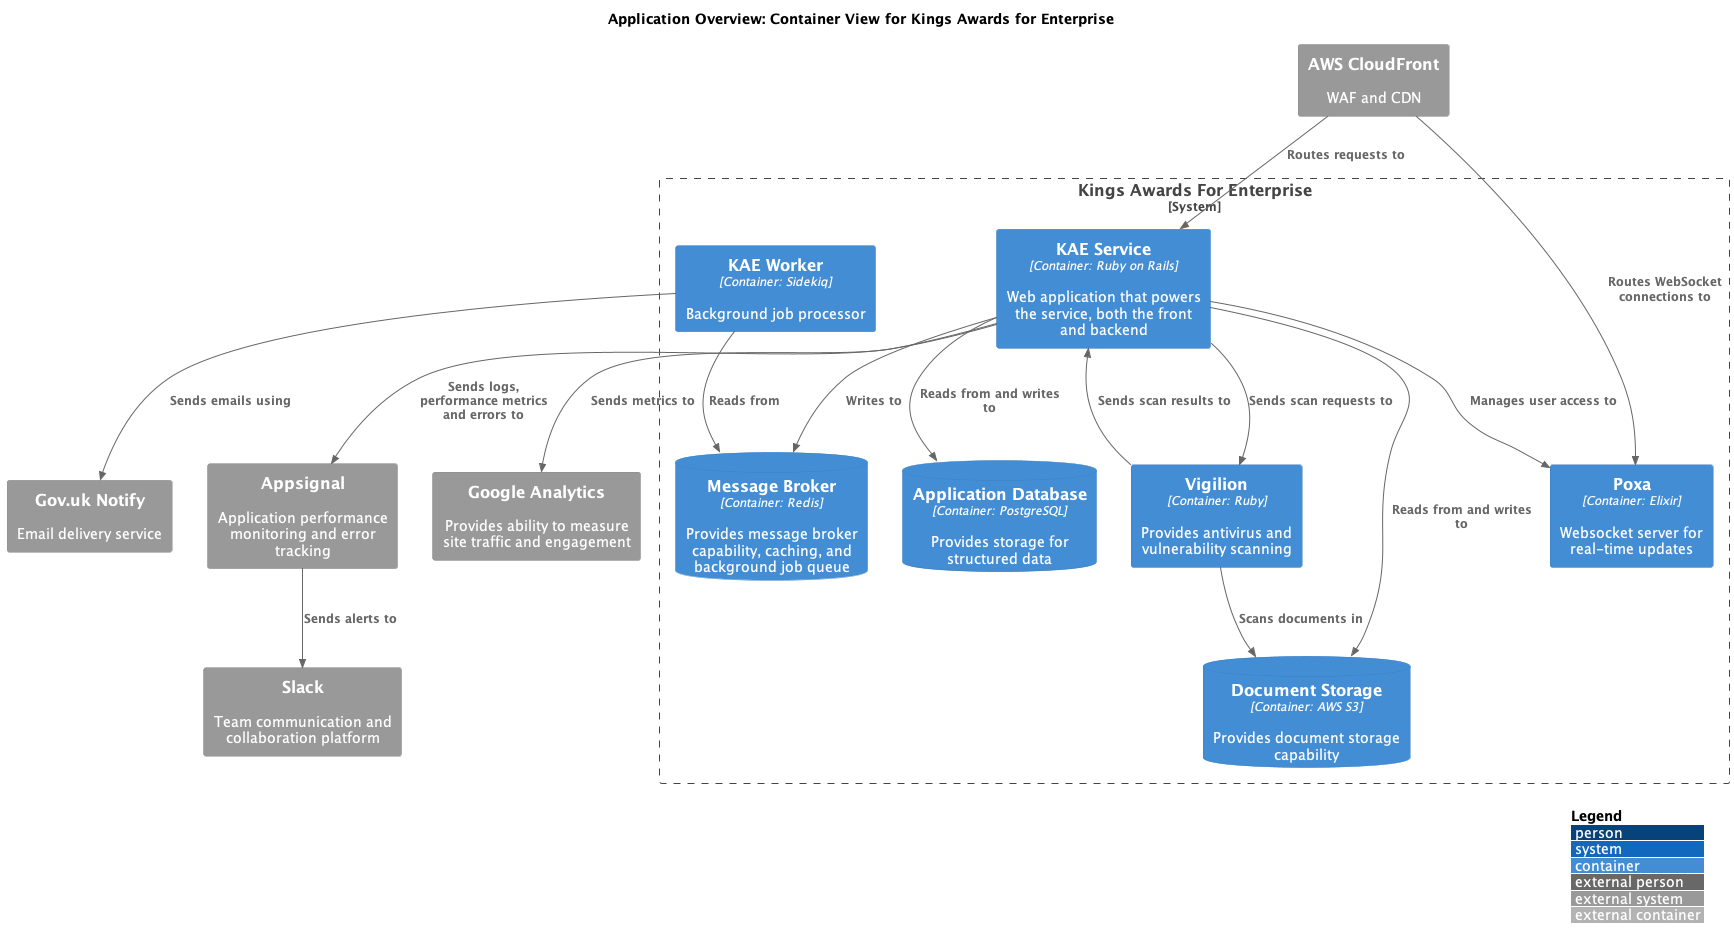 Application Overview: Container View for Kings Awards for Enterprise
AWS CloudFront
WAF and CDN
Routes requests to
Kings Awards For Enterprise
[System]
KAE Worker
[Container: Sidekiq]
Background job processor
KAE Service
[Container: Ruby on Rails]
Web application that powers
the service, both the front
and backend
Routes WebSocket
connections to
Sends emails using
Sends logs,
performance metrics
and errors to
Sends metrics to
Reads from
Writes to
Reads from and writes
to
Sends scan results to
Sends scan requests to
Manages user access to
Gov.uk Notify
Email delivery service
Appsignal
Application performance
monitoring and error
tracking
Google Analytics
Provides ability to measure
site traffic and engagement
Message Broker
[Container: Redis]
Provides message broker
capability, caching, and
background job queue
Application Database
[Container: PostgreSQL]
Provides storage for
structured data
Vigilion
[Container: Ruby]
Provides antivirus and
vulnerability scanning
Reads from and writes
to
Poxa
[Container: Elixir]
Websocket server for
real-time updates
Sends alerts to
Scans documents in
Slack
Team communication and
collaboration platform
Document Storage
[Container: AWS S3]
Provides document storage
capability
Legend
person
system
container
external person
external system
external container